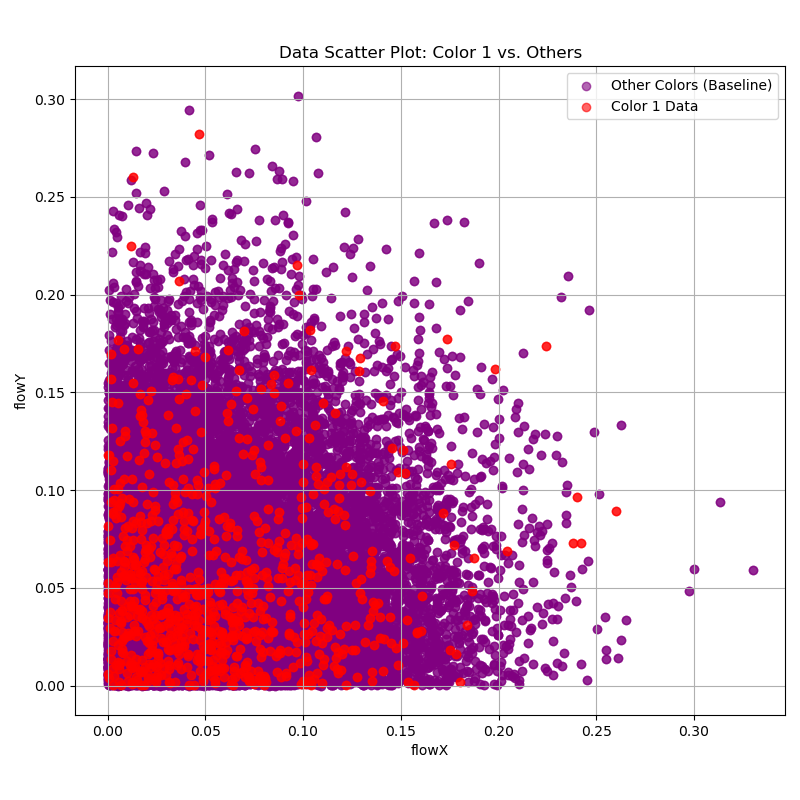 Data Scatter Plot: Color 1 vs. Others
Other Colors (Baseline)
Color 1 Data
0.30
0.25
0.20
0.15
0.10
0.05
0.00
flowY
0.00 0.05 0.10 0.15 0.20 0.25 0.30
flowX